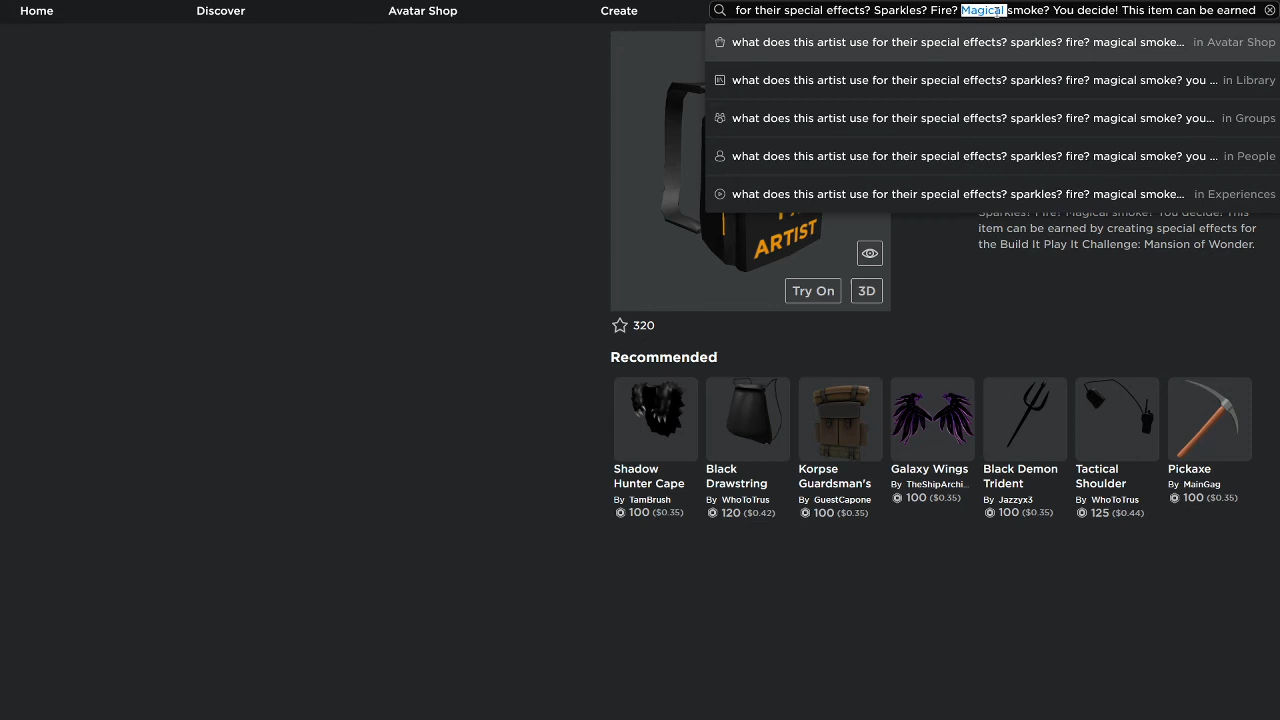 Home
Discover
Avatar Shop
Create
for their special effects? Sparkles? Fire? Magical smoke? You decide! This item can be earned
what does this artist use for their special effects? sparkles? fire? magical smoke... in Avatar Shop
what does this artist use for their special effects? sparkles? fire? magical smoke? you ... in Library
what does this artist use for their special effects? sparkles? fire? magical smoke? you... in Groups
what does this artist use for their special effects? sparkles? fire? magical smoke? you ... in People
what does this artist use for their special effects? sparkles? fire? magical smoke... in Experiences
ARTIST
Sparkles? Fire? Magical smoke? You decide! This
item can be earned by creating special effects for
the Build It Play It Challenge: Mansion of Wonder.
Try On
3D
320
Recommended
Shadow
Hunter Cape
By TamBrush
100 ($0.35)
Black
Drawstring
By WhoToTrus
120 ($0.42)
Korpse
Guardsman's
By GuestCapone
100 ($0.35)
Galaxy Wings
By TheShipArchi...
100 ($0.35)
Black Demon
Trident
By Jazzyx3
100 ($0.35)
Tactical
Shoulder
By WhoToTrus
125 ($0.44)
Pickaxe
By MainGag
100 ($0.35)